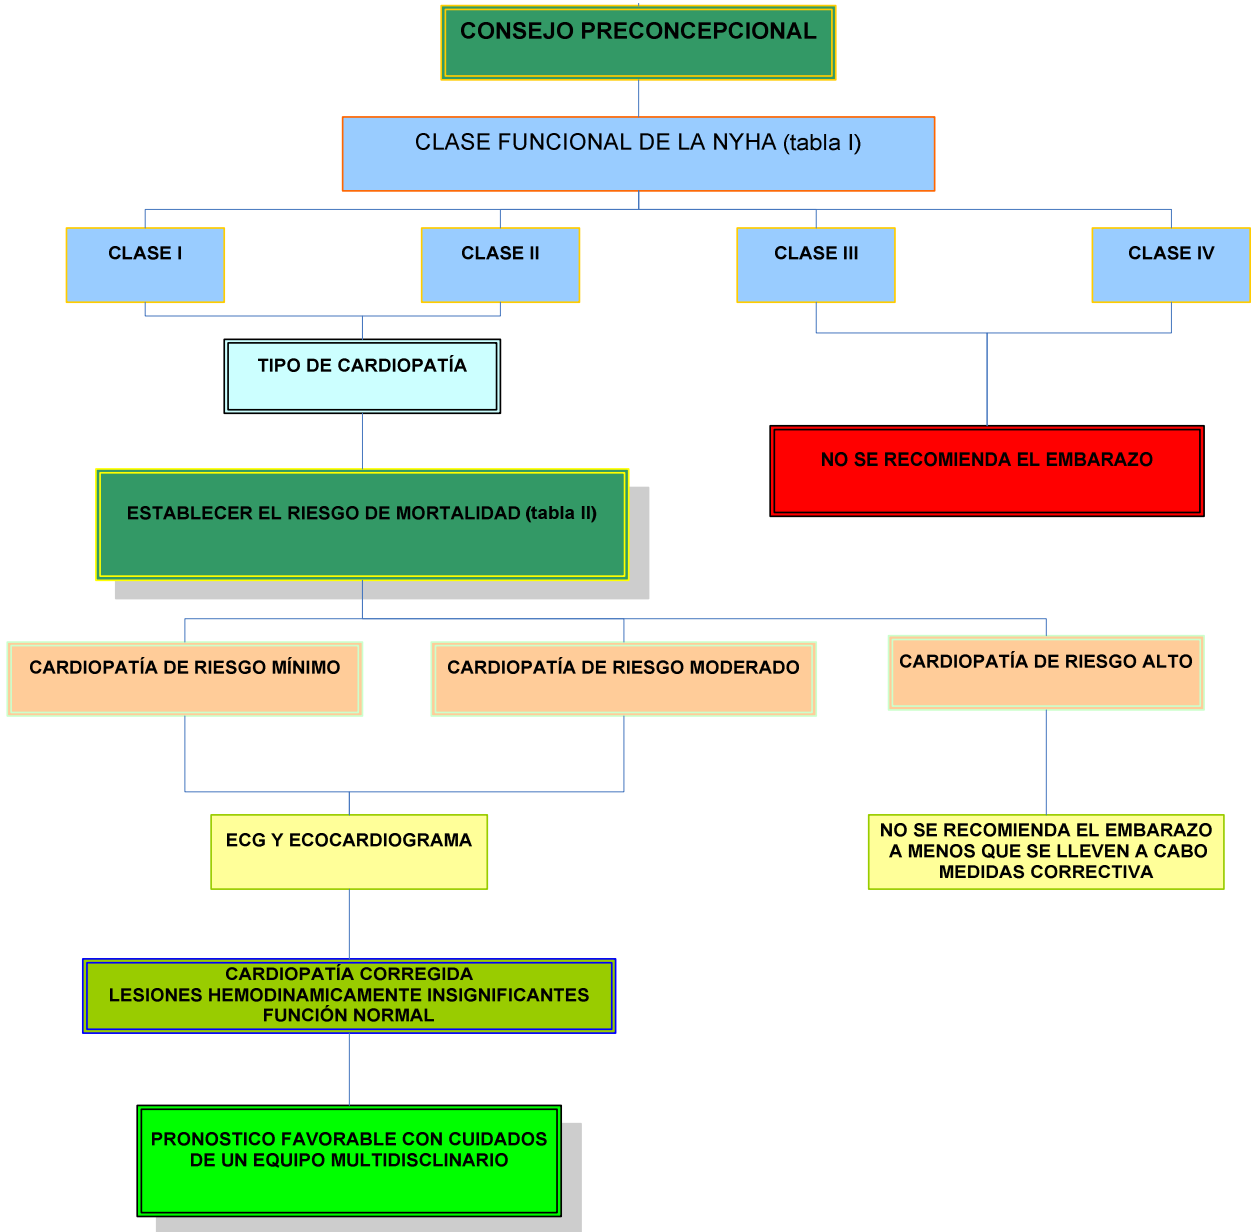 CONSEJO PRECONCEPCIONAL
CLASE FUNCIONAL DE LA NYHA (tabla I)
CLASE I
CLASE II
CLASE III
CLASE IV
TIPO DE CARDIOPATÍA
NO SE RECOMIENDA EL EMBARAZO
ESTABLECER EL RIESGO DE MORTALIDAD (tabla II)
CARDIOPATÍA DE RIESGO MÍNIMO
CARDIOPATÍA DE RIESGO MODERADO
CARDIOPATÍA DE RIESGO ALTO
ECG Y ECOCARDIOGRAMA
NO SE RECOMIENDA EL EMBARAZO
A MENOS QUE SE LLEVEN A CABO
MEDIDAS CORRECTIVA
CARDIOPATÍA CORREGIDA
LESIONES HEMODINAMICAMENTE INSIGNIFICANTES
FUNCIÓN NORMAL
PRONOSTICO FAVORABLE CON CUIDADOS
DE UN EQUIPO MULTIDISCLINARIO